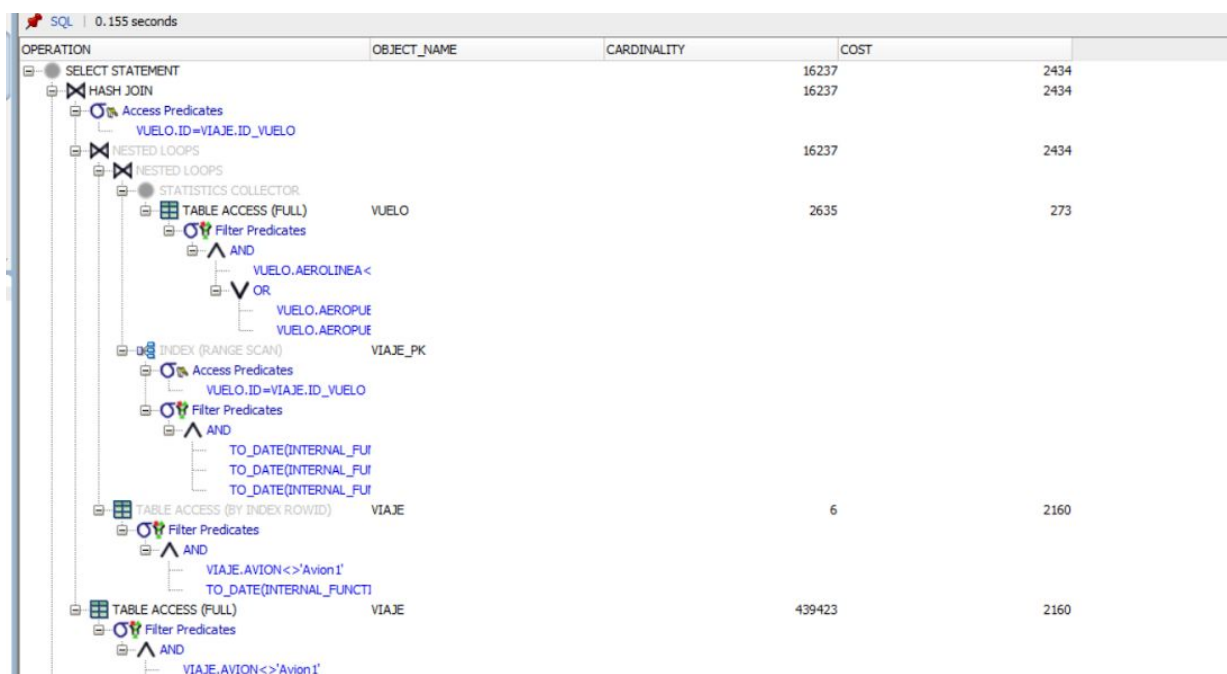 SQL | 0.155 seconds
OPERATION OBJECT_NAME CARDINALITY COST
SELECT STATEMENT 16237 2434
HASH JOIN 16237 2434
Access Predicates
VUELO.ID=VIAJE.ID_VUELO
NESTED LOOPS 16237 2434
NESTED LOOPS
STATISTICS COLLECTOR
TABLE ACCESS (FULL) VUELO 2635 273
Filter Predicates
AND
VUELO.AEROLINEA<
OR
VUELO.AEROPUE
VUELO.AEROPUE
INDEX (RANGE SCAN) VIAJE_PK
Access Predicates
VUELO.ID=VIAJE.ID_VUELO
Filter Predicates
AND
TO_DATE(INTERNAL_FUN
TO_DATE(INTERNAL_FUN
TO_DATE(INTERNAL_FUN
TABLE ACCESS (BY INDEX ROWID) VIAJE 6 2160
Filter Predicates
AND
VIAJE.AVION<>'Avion1'
TO_DATE(INTERNAL_FUNCTI
TABLE ACCESS (FULL) VIAJE 439423 2160
Filter Predicates
AND
VIAJE.AVION<>'Avion1'